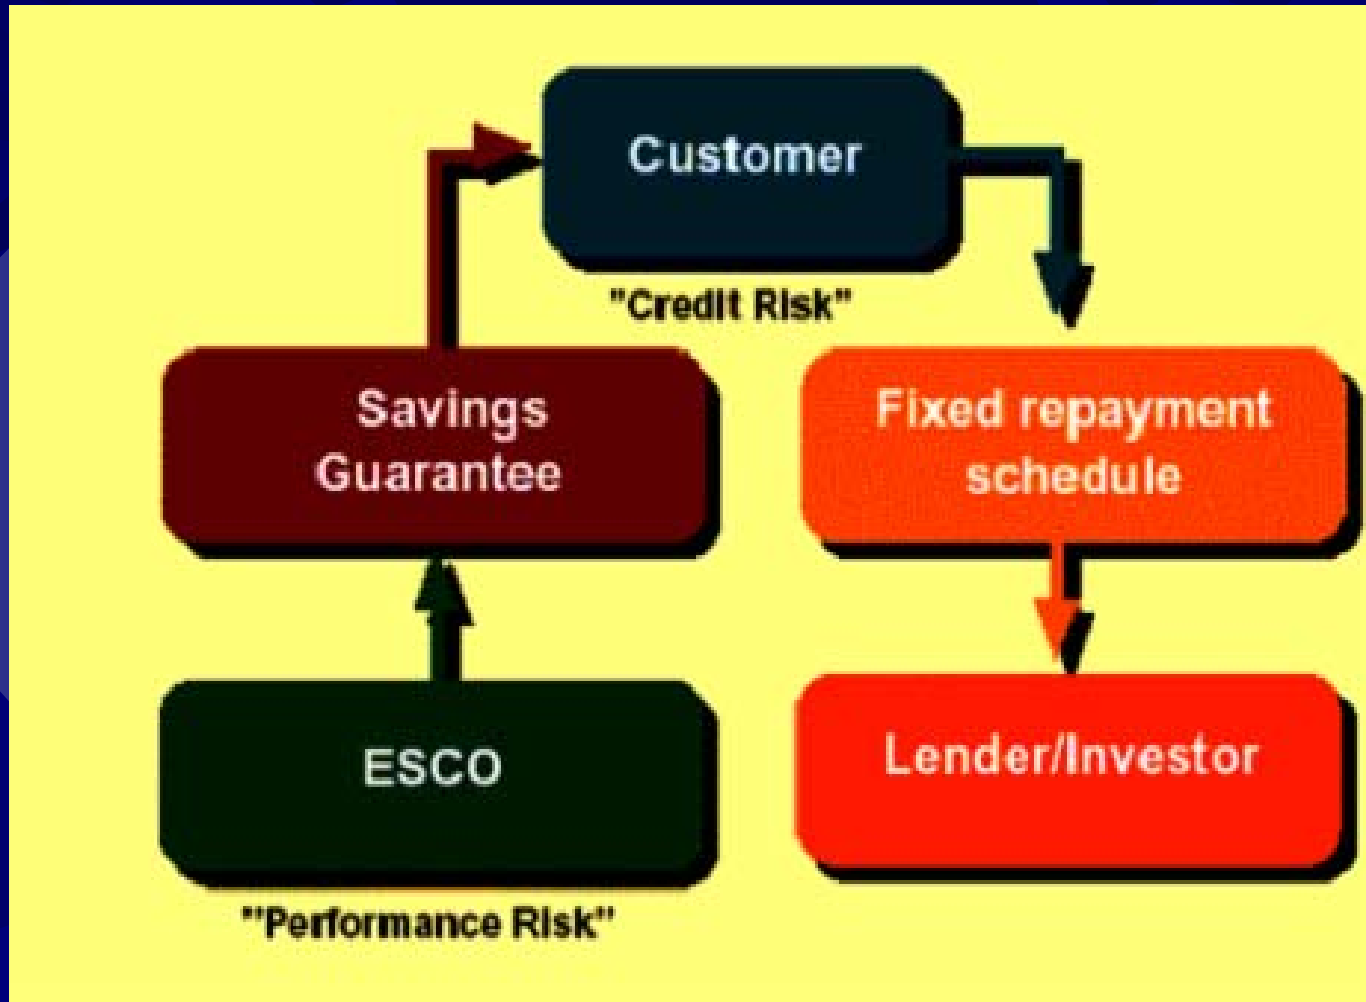 Customer
"Credit Risk"
Savings
Guarantee
Fixed repayment
schedule
ESCO
Lender/Investor
"Performance Risk"